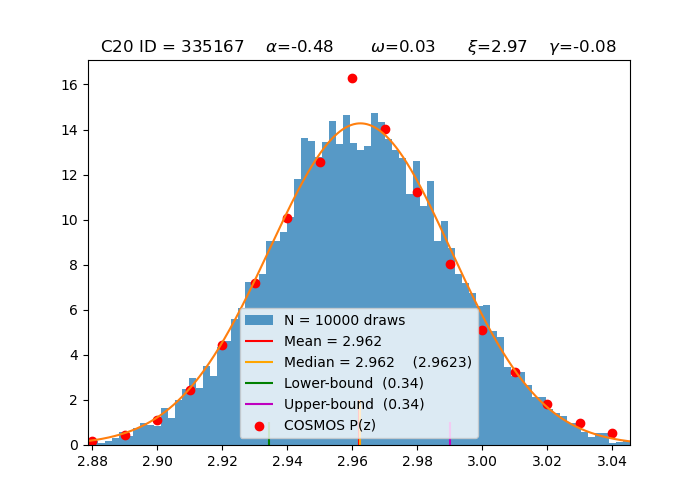 C20 ID = 335167 α=-0.48 ω=0.03 ξ=2.97 γ=-0.08
16
14
12
10
8
6
4
2
0
N = 10000 draws
Mean = 2.962
Median = 2.962 (2.9623)
Lower-bound (0.34)
Upper-bound (0.34)
COSMOS P(z)
2.88 2.90 2.92 2.94 2.96 2.98 3.00 3.02 3.04